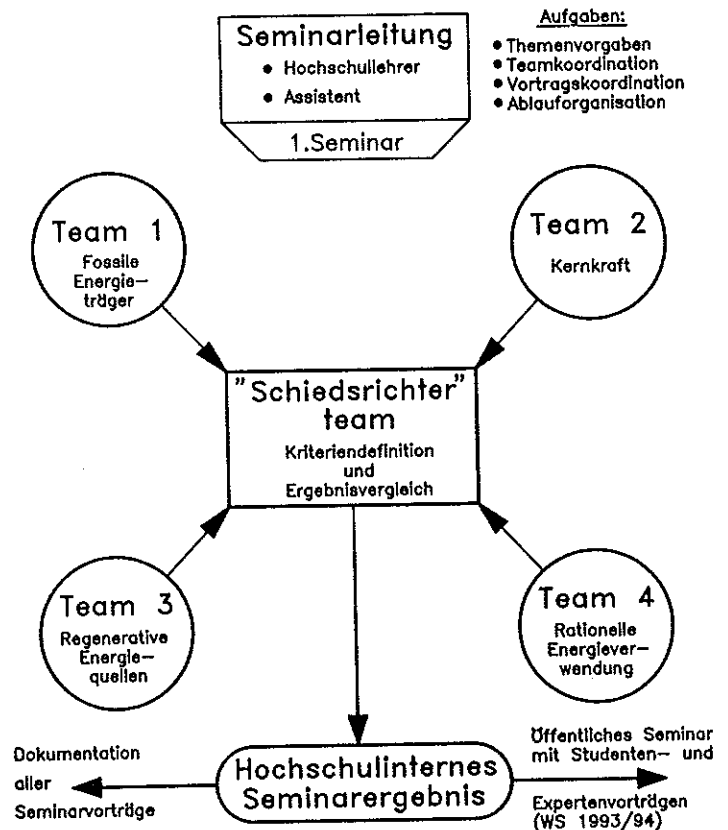 Seminarleitung
• Hochschullehrer
• Assistent
1.Seminar
Aufgaben:
• Themenvorgaben
• Teamkoordination
• Vortragskoordination
• Ablauforganisation
Team 1
Fossile
Energie-
träger
Team 2
Kernkraft
"Schiedsrichter"
team
Kriteriendefinition
und
Ergebnisvergleich
Team 3
Regenerative
Energie-
quellen
Team 4
Rationelle
Energiever-
wendung
Dokumentation
aller
Seminarvorträge
Hochschulinternes
Seminarergebnis
Öffentliches Seminar
mit Studenten- und
Expertenvorträgen
(WS 1993/94)